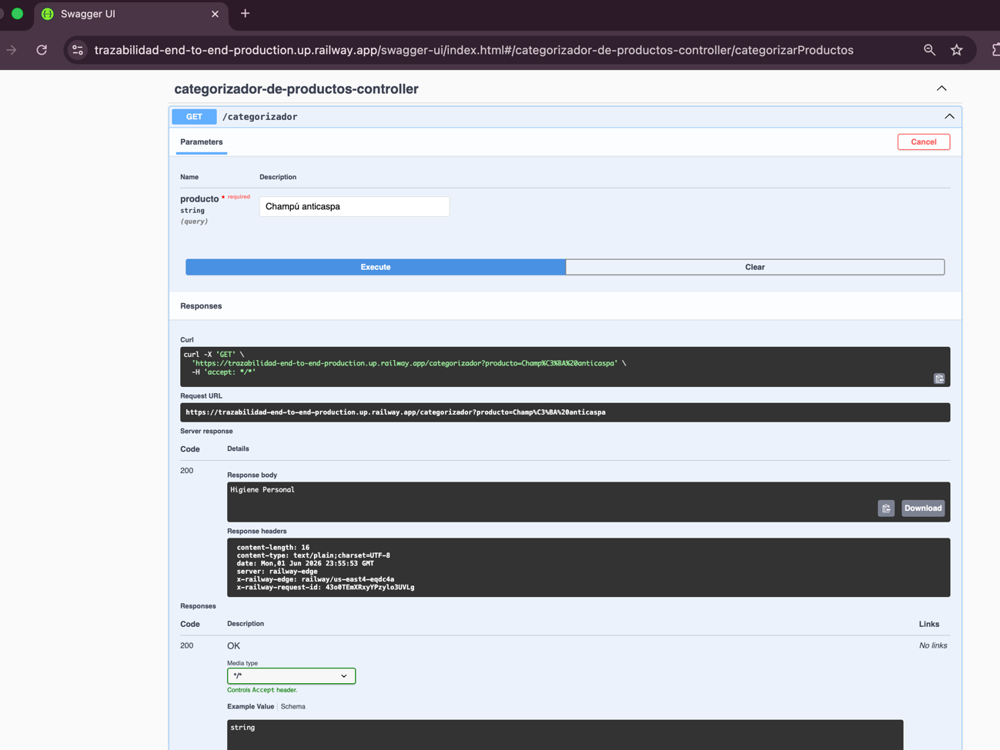 Swagger UI
trazabilidad-end-to-end-production.up.railway.app/swagger-ui/index.html#/categorizador-de-productos-controller/categorizarProductos
categorizador-de-productos-controller
GET /categorizador
Parameters
Cancel
Name Description
producto * required
string
(query)
Champú anticaspa
Execute
Clear
Responses
Curl
curl -X 'GET' \
'https://trazabilidad-end-to-end-production.up.railway.app/categorizador?producto=Champ%C3%BA%20anticaspa' \
-H 'accept: */*'
Request URL
https://trazabilidad-end-to-end-production.up.railway.app/categorizador?producto=Champ%C3%BA%20anticaspa
Server response
Code Details
200
Response body
Higiene Personal
Download
Response headers
content-length: 16
content-type: text/plain;charset=UTF-8
date: Mon,01 Jun 2026 23:55:53 GMT
server: railway-edge
x-railway-edge: railway/us-east4-eqdc4a
x-railway-request-id: 43o0TEmXRxyYPzylo3UVLg
Responses
Code Description Links
200 OK No links
Media type
*/*
Controls Accept header.
Example Value Schema
string